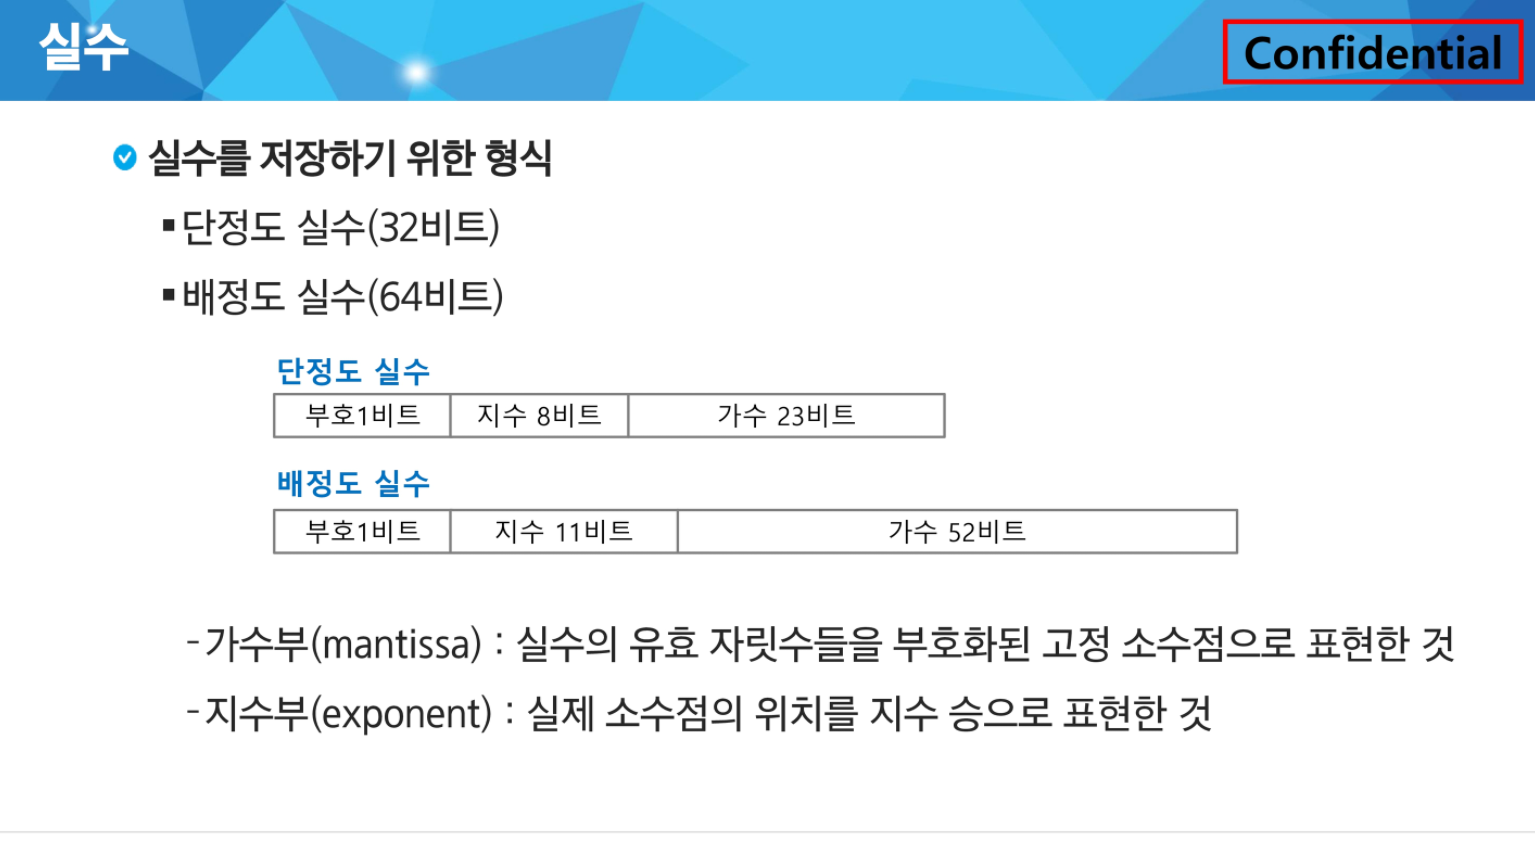 실수
Confidential
실수를 저장하기 위한 형식
▪단정도 실수(32비트)
▪배정도 실수(64비트)
단정도 실수
부호1비트 지수 8비트 가수 23비트
배정도 실수
부호1비트 지수 11비트 가수 52비트
-가수부(mantissa) : 실수의 유효 자릿수들을 부호화된 고정 소수점으로 표현한 것
-지수부(exponent) : 실제 소수점의 위치를 지수 승으로 표현한 것